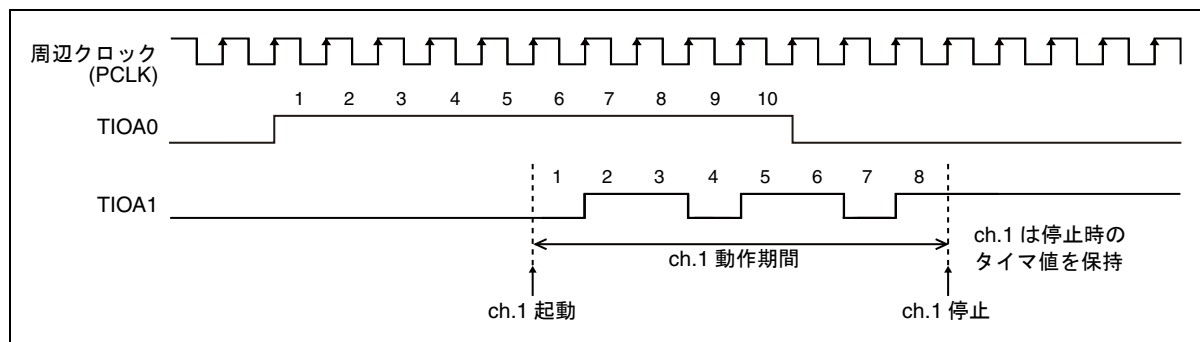 周辺クロック
(PCLK)
1 2 3 4 5 6 7 8 9 10
TIOA0
1 2 3 4 5 6 7 8
TIOA1
ch.1 動作期間
ch.1 は停止時の
タイマ値を保持
ch.1 起動
ch.1 停止